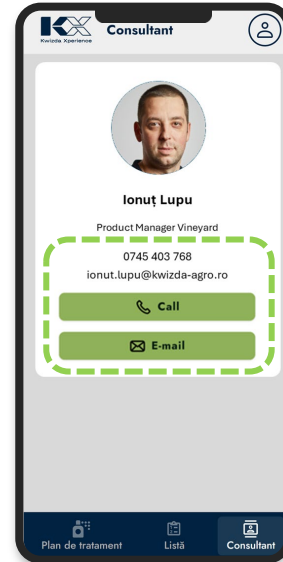 KX
Kwizda Xperience
Consultant
Ionuț Lupu
Product Manager Vineyard
0745 403 768
ionut.lupu@kwizda-agro.ro
Call
E-mail
Plan de tratament
Listă
Consultant